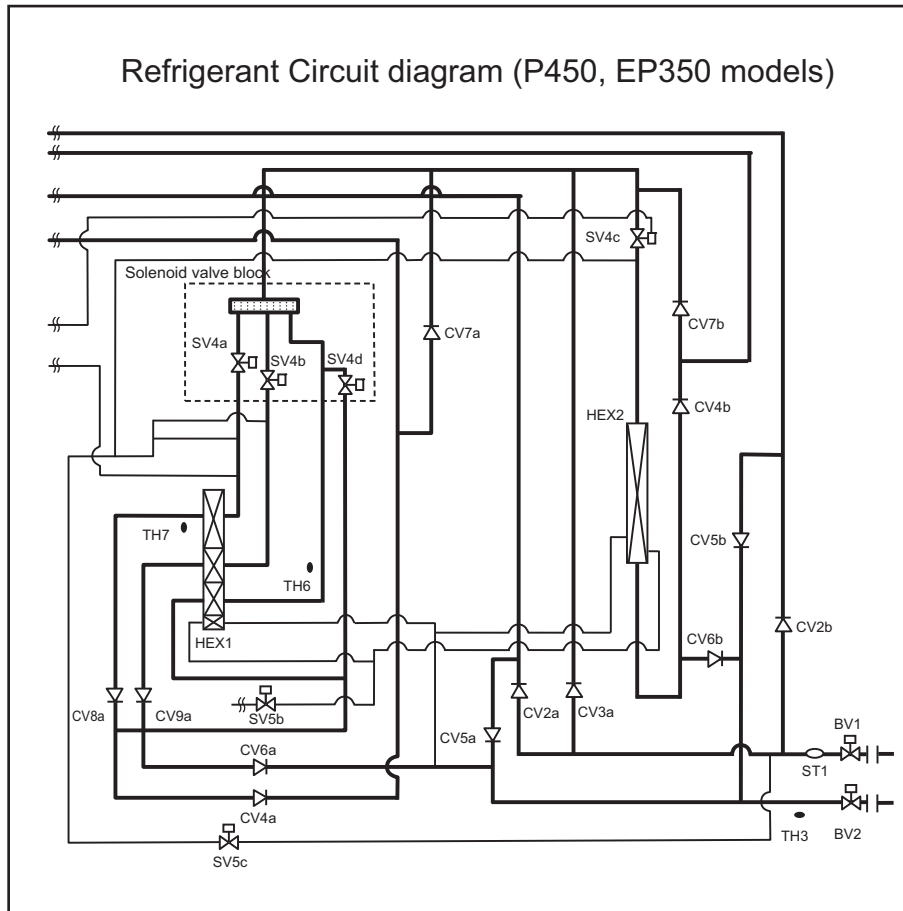 Refrigerant Circuit diagram (P450, EP350 models)
SV4c
Solenoid valve block
CV7b
CV7a
SV4a
SV4b
SV4d
CV4b
HEX2
TH7
CV5b
TH6
HEX1
CV2b
CV6b
CV8a
CV9a
SV5b
CV2a
CV3a
CV5a
BV1
CV6a
ST1
CV4a
TH3
BV2
SV5c